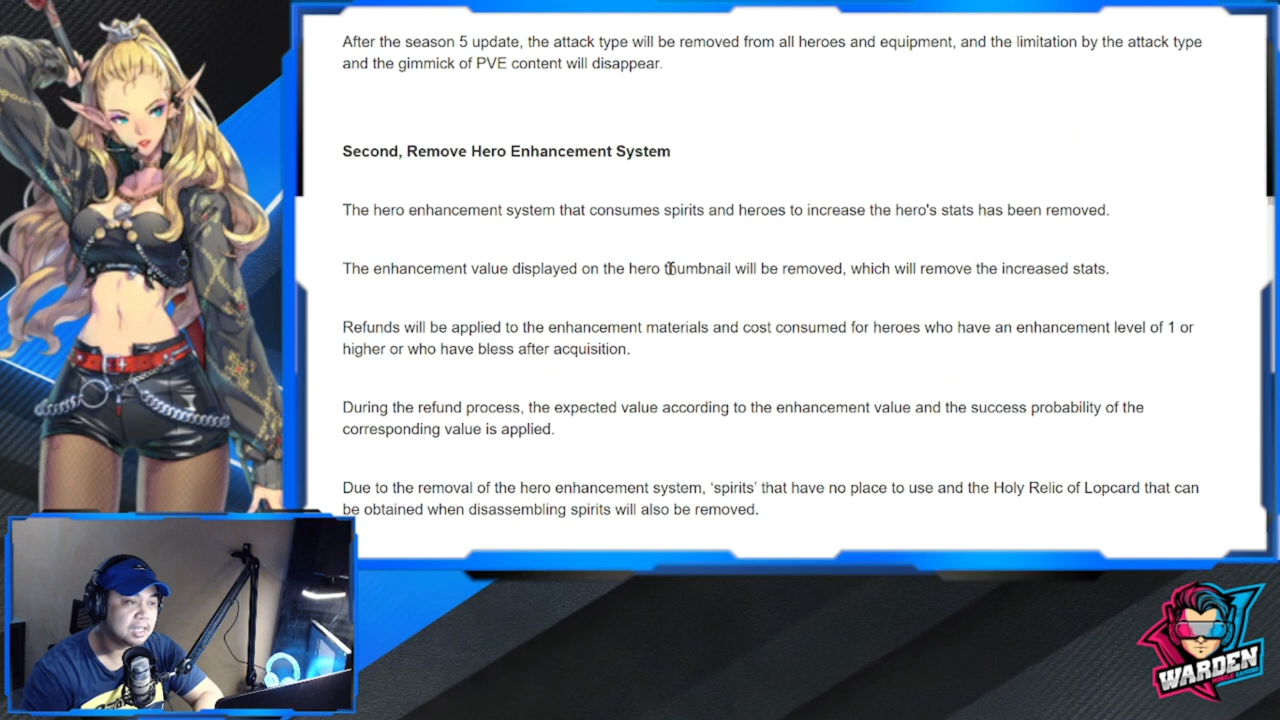 After the season 5 update, the attack type will be removed from all heroes and equipment, and the limitation by the attack type
and the gimmick of PVE content will disappear.
Second, Remove Hero Enhancement System
The hero enhancement system that consumes spirits and heroes to increase the hero's stats has been removed.
The enhancement value displayed on the hero thumbnail will be removed, which will remove the increased stats.
Refunds will be applied to the enhancement materials and cost consumed for heroes who have an enhancement level of 1 or
higher or who have bless after acquisition.
During the refund process, the expected value according to the enhancement value and the success probability of the
corresponding value is applied.
Due to the removal of the hero enhancement system, ‘spirits’ that have no place to use and the Holy Relic of Lopcard that can
be obtained when disassembling spirits will also be removed.
WARDEN
MOBILE GAMING